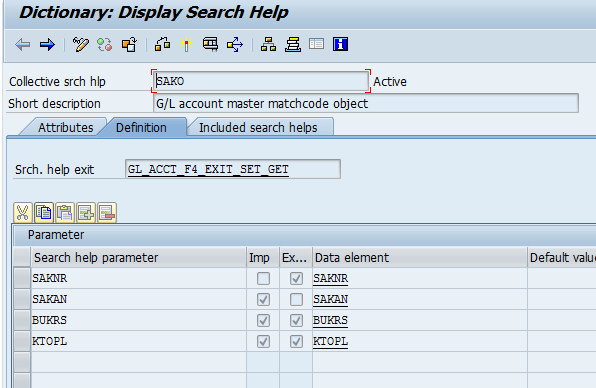 Dictionary: Display Search Help
Collective srch hlp SAKO Active
Short description G/L account master matchcode object
Attributes Definition Included search helps
Srch. help exit GL_ACCT_F4_EXIT_SET_GET
Parameter
Search help parameter Imp Ex... Data element Default value
SAKNR SAKNR
SAKAN SAKAN
BUKRS BUKRS
KTOPL KTOPL